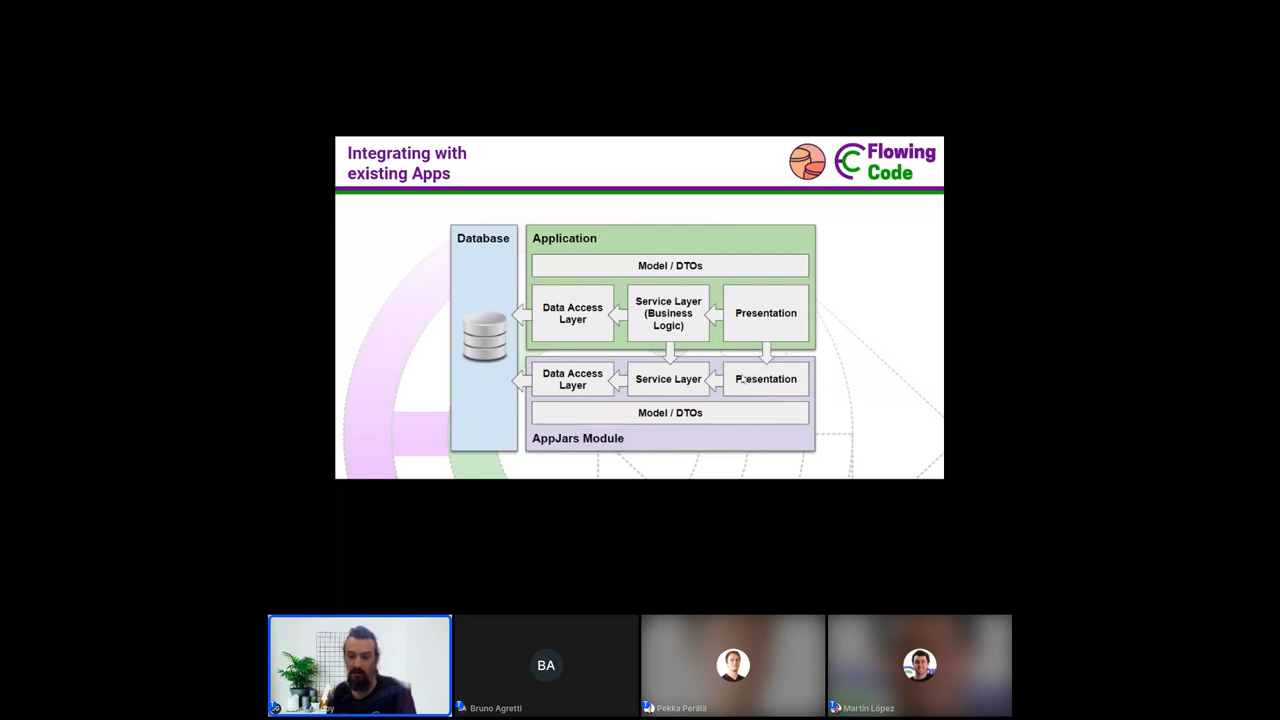 Integrating with
existing Apps
Flowing
Code
Database
Application
Model / DTOs
Data Access
Layer
Service Layer
(Business
Logic)
Presentation
Data Access
Layer
Service Layer
Presentation
Model / DTOs
AppJars Module
BA
Bruno Agretti
Pekka Perälä
Martín López